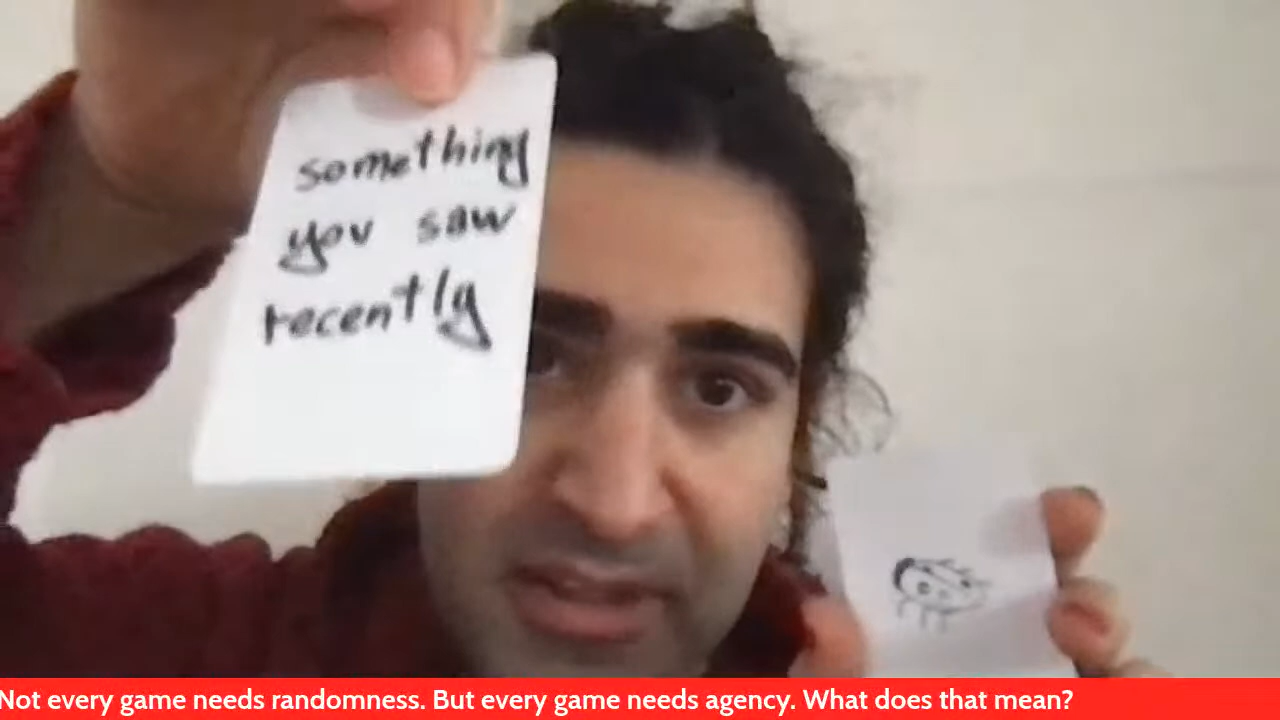 something
you saw
recently
Not every game needs randomness. But every game needs agency. What does that mean?